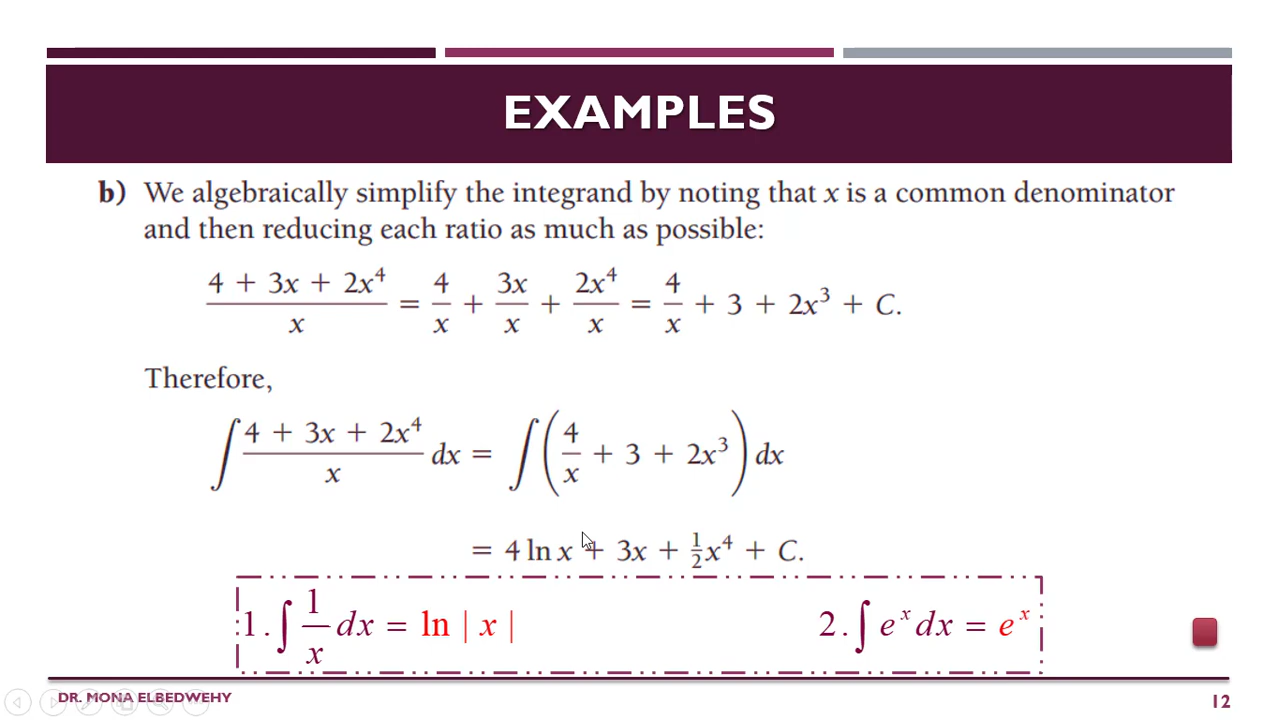 EXAMPLES
b) We algebraically simplify the integrand by noting that x is a common denominator
and then reducing each ratio as much as possible:
(4 + 3x + 2x⁴)/x = 4/x + 3x/x + 2x⁴/x = 4/x + 3 + 2x³ + C.
Therefore,
∫ (4 + 3x + 2x⁴)/x dx = ∫ (4/x + 3 + 2x³) dx
= 4 ln x + 3x + ½x⁴ + C.
1. ∫ 1/x dx = ln | x | 2. ∫ eˣ dx = eˣ
DR. MONA ELBEDWEHY 12